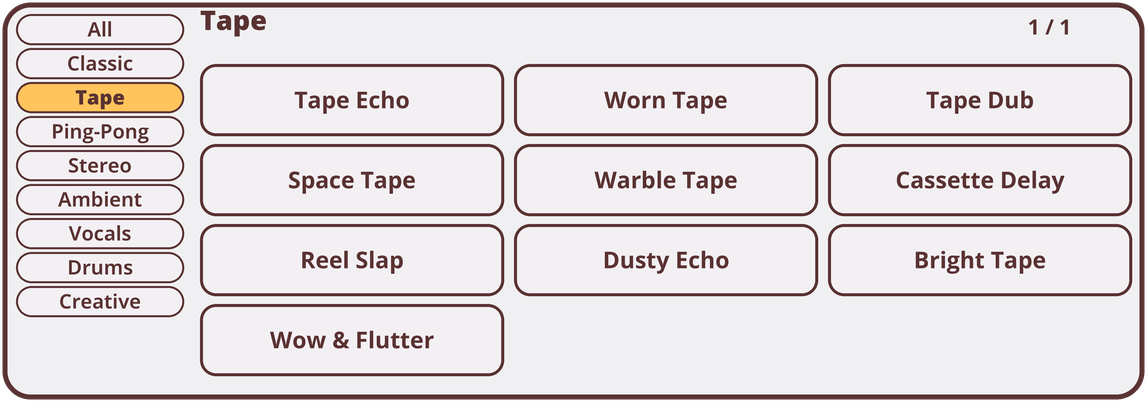 All
Classic
Tape
Ping-Pong
Stereo
Ambient
Vocals
Drums
Creative
Tape
1 / 1
Tape Echo
Worn Tape
Tape Dub
Space Tape
Warble Tape
Cassette Delay
Reel Slap
Dusty Echo
Bright Tape
Wow & Flutter